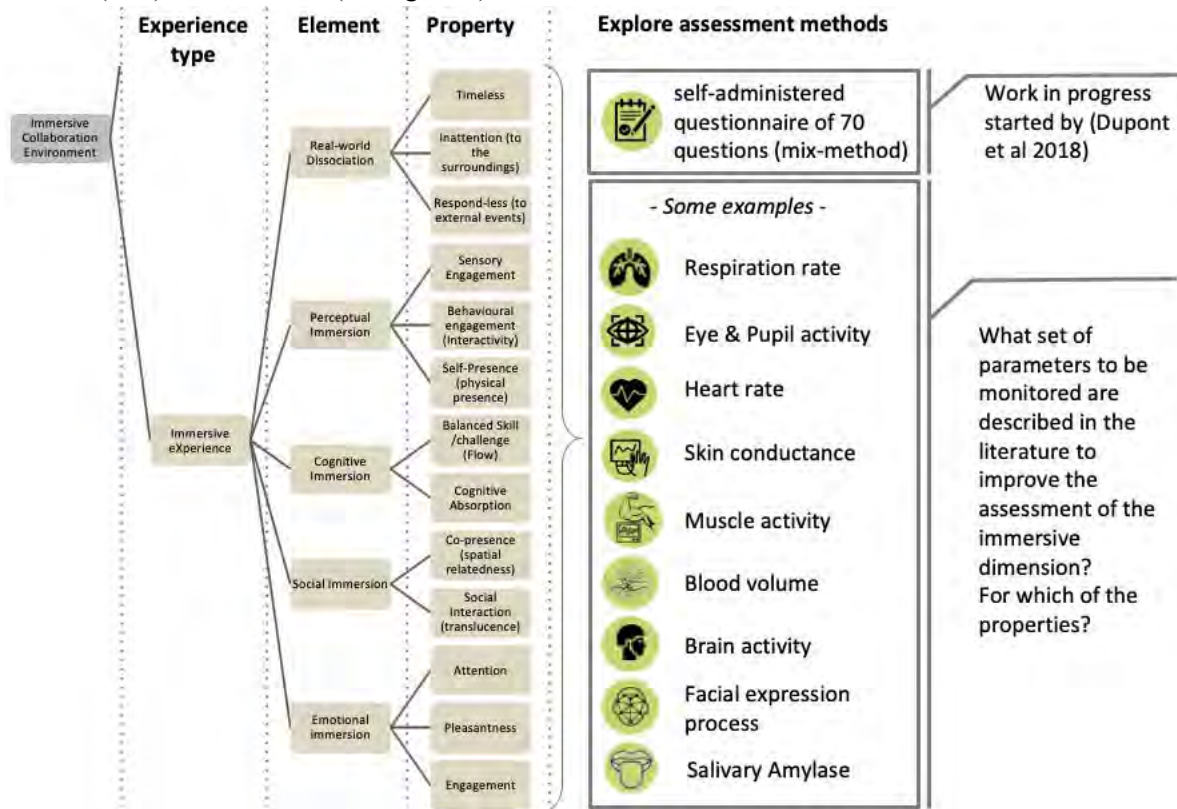 Experience
type
Element
Property
Explore assessment methods
Immersive
Collaboration
Environment
Immersive
eXperience
Real-world
Dissociation
Perceptual
Immersion
Cognitive
Immersion
Social Immersion
Emotional
immersion
Timeless
Inattention (to
the
surroundings)
Respond-less (to
external events)
Sensory
Engagement
Behavioural
engagement
(Interactivity)
Self-Presence
(physical
presence)
Balanced Skill
/challenge
(Flow)
Cognitive
Absorption
Co-presence
(spatial
relatedness)
Social
Interaction
(translucence)
Attention
Pleasantness
Engagement
self-administered
questionnaire of 70
questions (mix-method)
- Some examples -
Respiration rate
Eye & Pupil activity
Heart rate
Skin conductance
Muscle activity
Blood volume
Brain activity
Facial expression
process
Salivary Amylase
Work in progress
started by (Dupont
et al 2018)
What set of
parameters to be
monitored are
described in the
literature to
improve the
assessment of the
immersive
dimension?
For which of the
properties?